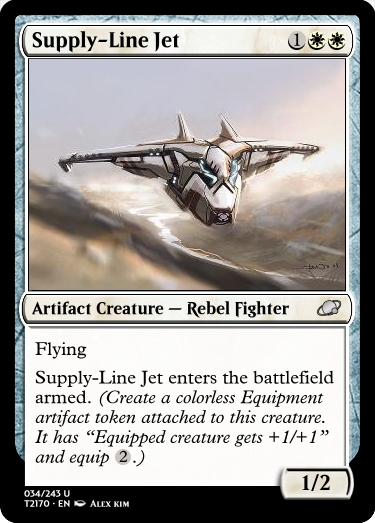 Supply-Line Jet 1
Artifact Creature — Rebel Fighter
Flying
Supply-Line Jet enters the battlefield
armed. (Create a colorless Equipment
artifact token attached to this creature.
It has “Equipped creature gets +1/+1”
and equip 2.)
1/2
034/243 U
T2170 • EN Alex Kim